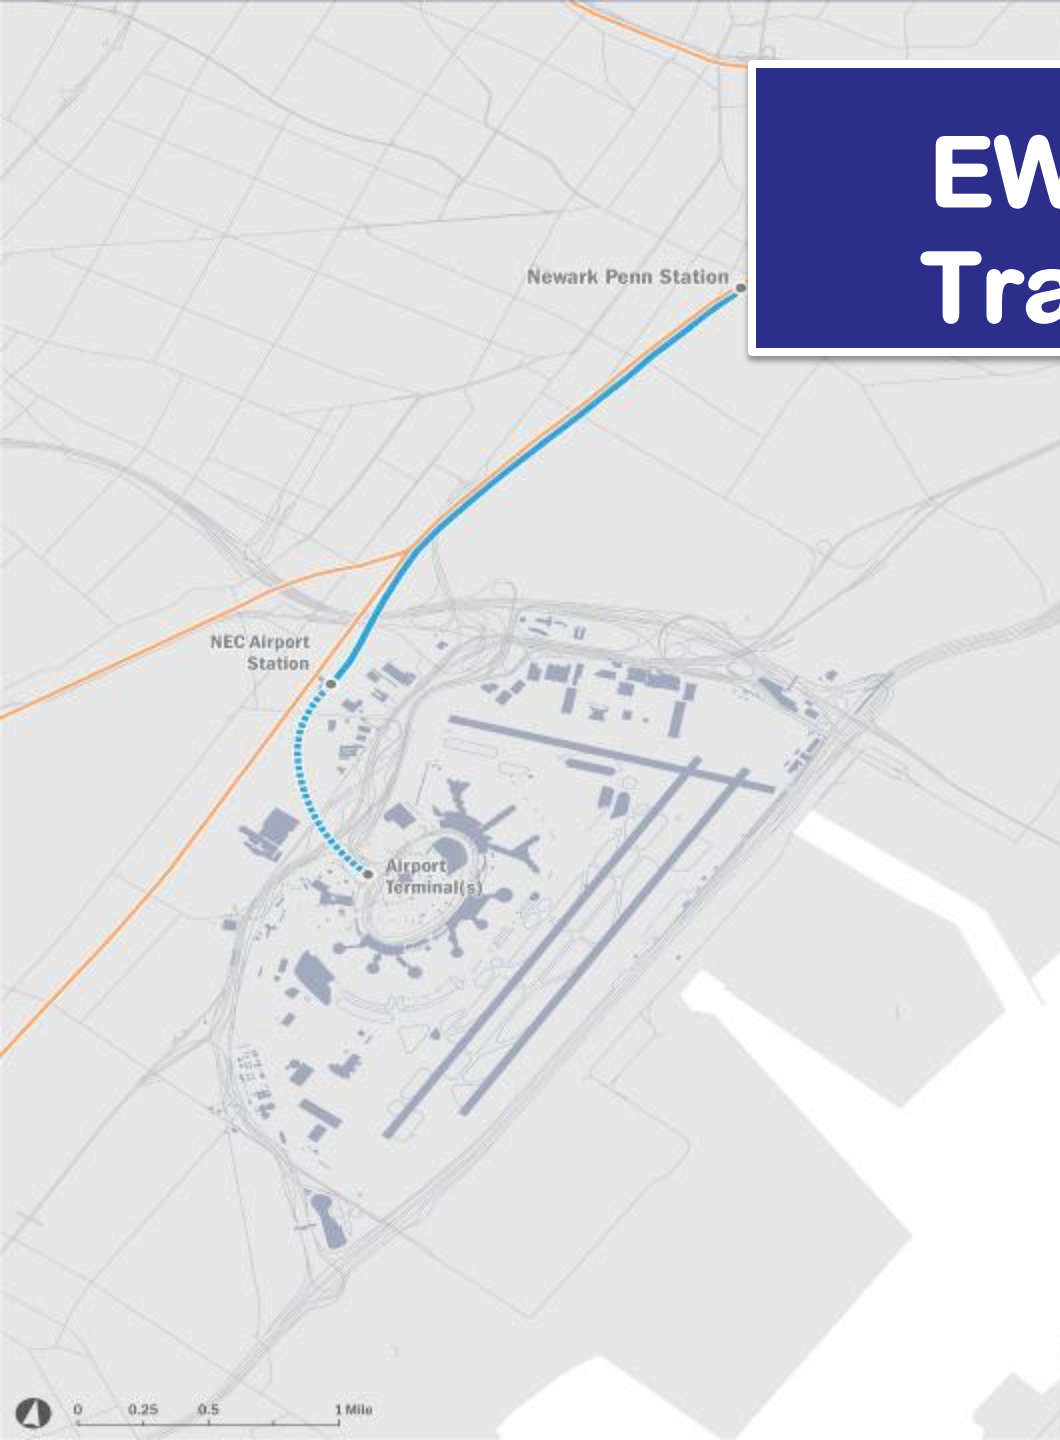 EW
Tra
Newark Penn Station
NEC Airport
Station
Airport
Terminal(s)
0 0.25 0.5 1 Mile